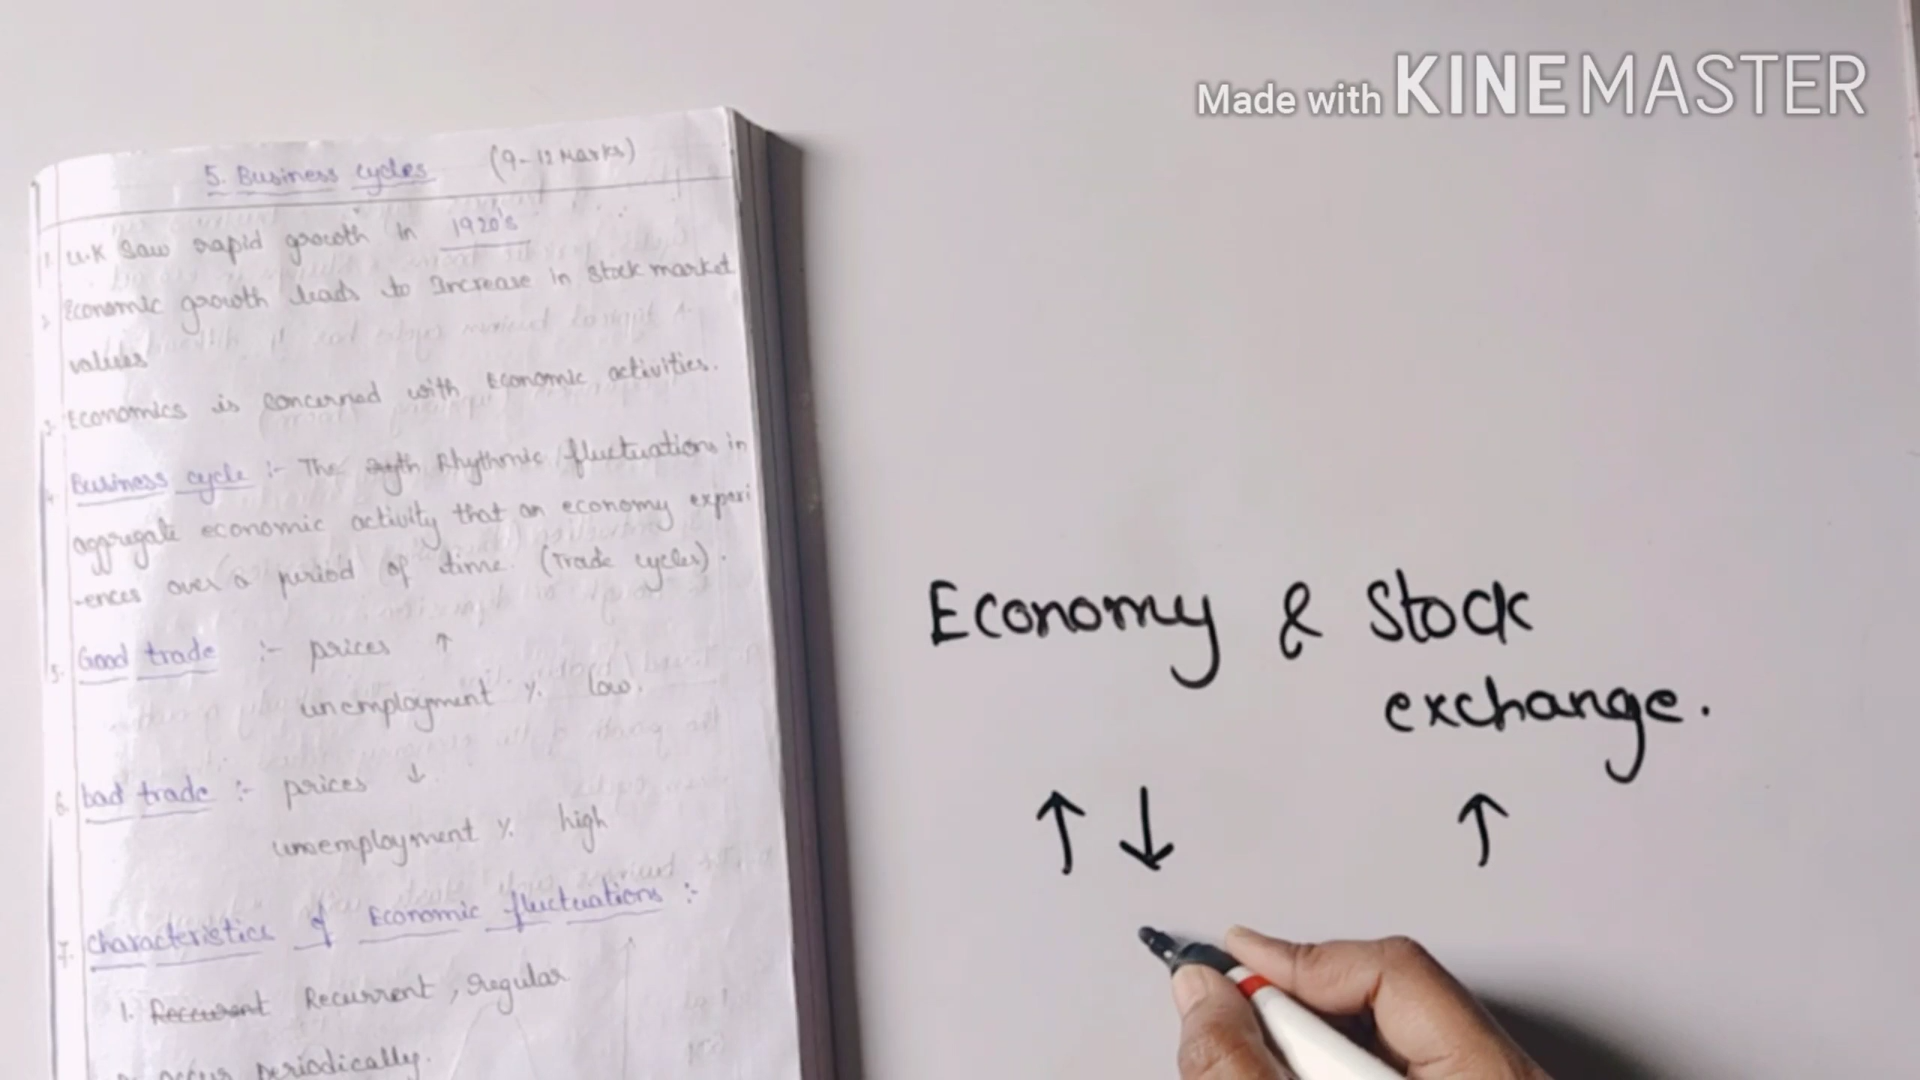 Made with KINEMASTER
5. Business cycles (9-12 Marks)
1. U.K Saw rapid growth in 1920's
2. Economic growth leads to Increase in stock market
values
3. Economics is Concerned with Economic activities.
4. Business cycle :- The Rhythmic fluctuations in
aggregate economic activity that an economy experi
-ences over a period of time. (Trade cycles).
5. Good trade :- prices ↑
unemployment % low.
6. bad trade :- prices ↓
unemployment % high
7. Characteristics of Economic fluctuations :-
1. Recurrent Recurrent, regular
occurs periodically.
Economy & Stock
exchange.
↑ ↓ ↑